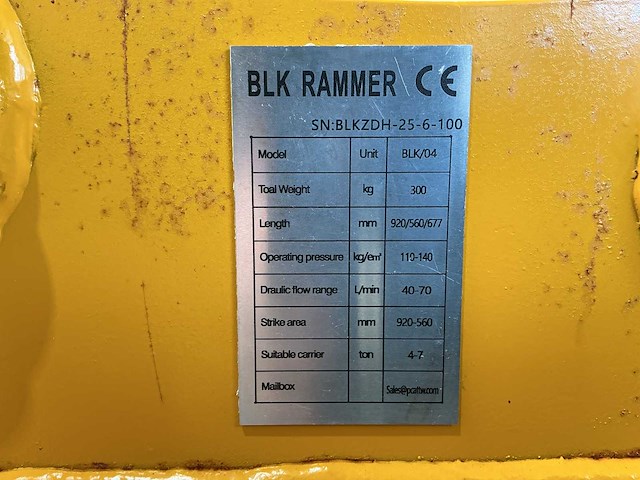 BLK RAMMER CE
SN:BLKZDH-25-6-100
Model Unit BLK/04
Toal Weight kg 300
Length mm 920/560/677
Operating pressure kg/em² 110-140
Draulic flow range L/min 40-70
Strike area mm 920-560
Suitable carrier ton 4-7
Mailbox